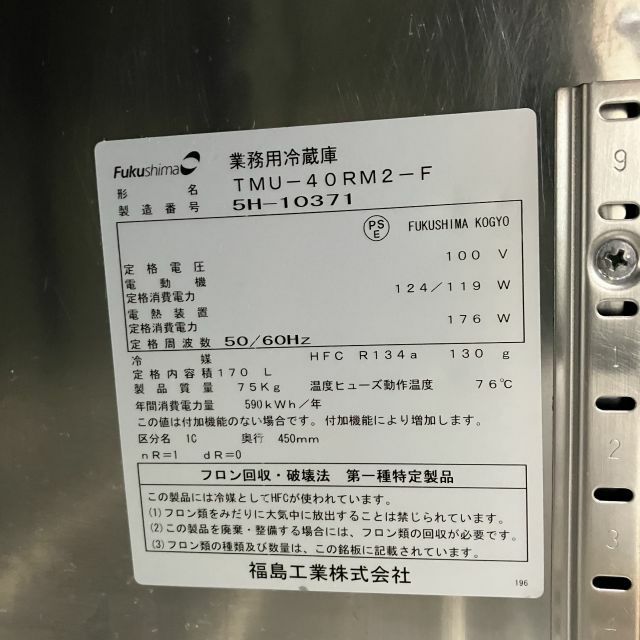 Fukushima 業務用冷蔵庫
形名 TMU-40RM2-F
製造番号 5H-10371
PSE FUKUSHIMA KOGYO
定格電圧 100 V
電動機
定格消費電力 124/119 W
電熱装置
定格消費電力 176 W
定格周波数 50/60Hz
冷媒 HFC R134a 130 g
定格内容積 170 L
製品質量 75Kg 温度ヒューズ動作温度 76℃
年間消費電力量 590kWh/年
この値は付加機能のない場合です。付加機能により増加します。
区分名 1C 奥行 450mm
nR=1 dR=0
フロン回収・破壊法 第一種特定製品
この製品には冷媒としてHFCが使われています。
(1)フロン類をみだりに大気中に放出することは禁じられています。
(2)この製品を廃棄・整備する場合には、フロン類の回収が必要です。
(3)フロン類の種類及び数量は、この銘板に記載されています。
福島工業株式会社
196
9
1
2
3